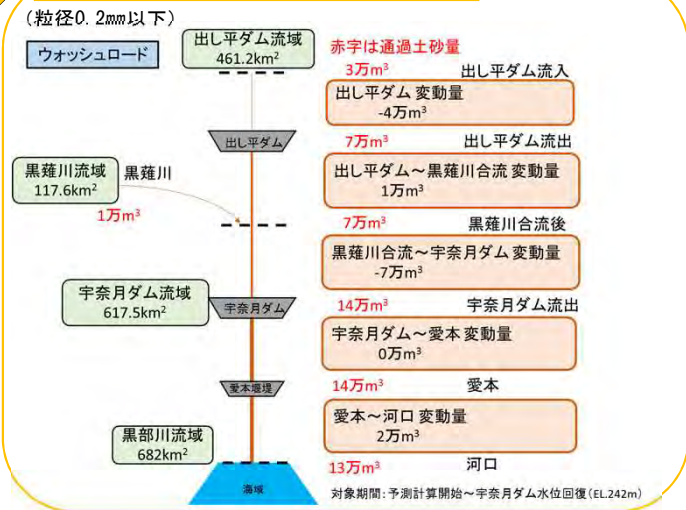 (粒径0.2mm以下)
ウォッシュロード
出し平ダム流域
461.2km²
赤字は通過土砂量
3万m³ 出し平ダム流入
出し平ダム 変動量
-4万m³
出し平ダム
7万m³ 出し平ダム流出
出し平ダム～黒薙川合流 変動量
1万m³
黒薙川流域
117.6km²
黒薙川
1万m³
7万m³ 黒薙川合流後
黒薙川合流～宇奈月ダム 変動量
-7万m³
宇奈月ダム流域
617.5km²
宇奈月ダム
14万m³ 宇奈月ダム流出
宇奈月ダム～愛本 変動量
0万m³
愛本堰堤
14万m³ 愛本
愛本～河口 変動量
2万m³
黒部川流域
682km²
13万m³ 河口
海域
対象期間:予測計算開始～宇奈月ダム水位回復(EL.242m)